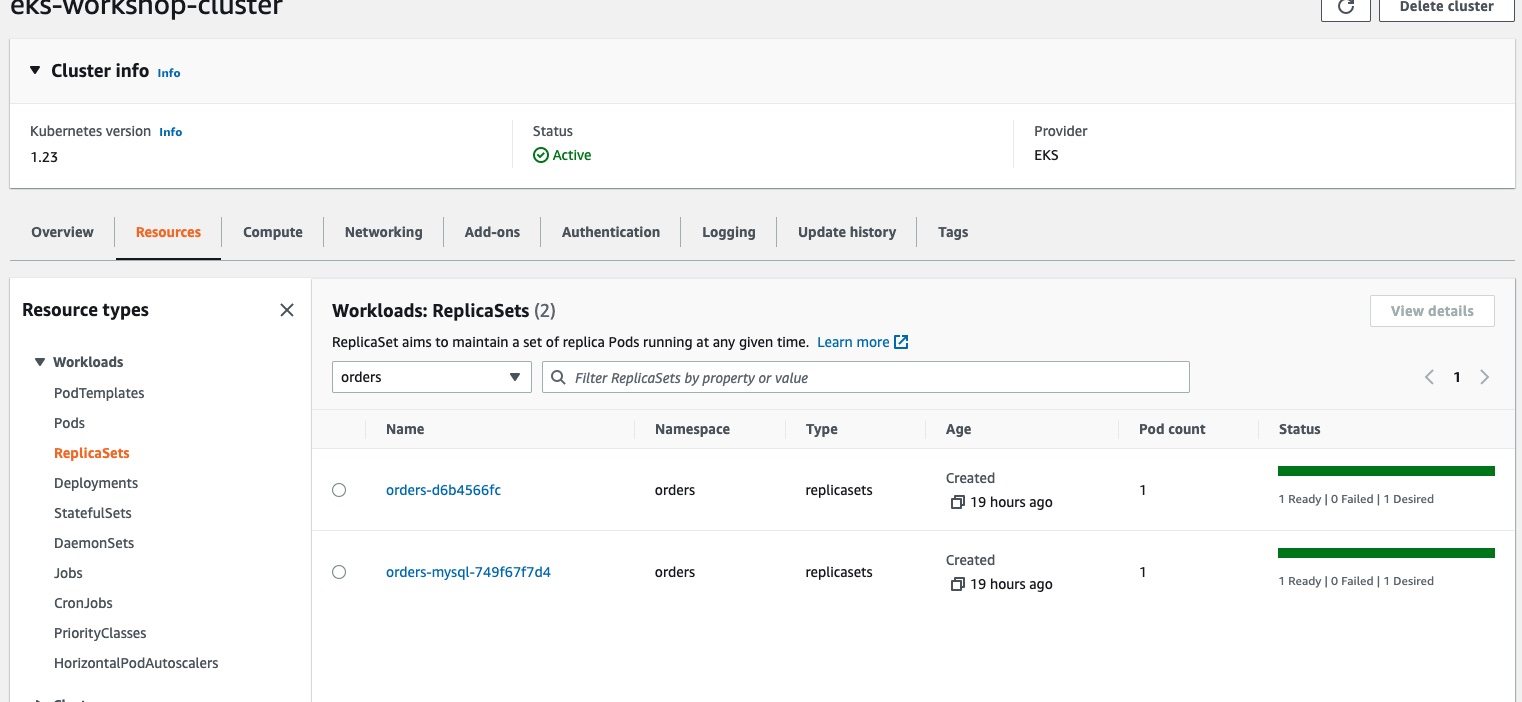 eks-workshop-cluster
Delete cluster
Cluster info Info
Kubernetes version Info
1.23
Status
Active
Provider
EKS
Overview Resources Compute Networking Add-ons Authentication Logging Update history Tags
Resource types
Workloads
PodTemplates
Pods
ReplicaSets
Deployments
StatefulSets
DaemonSets
Jobs
CronJobs
PriorityClasses
HorizontalPodAutoscalers
Workloads: ReplicaSets (2)
View details
ReplicaSet aims to maintain a set of replica Pods running at any given time. Learn more
orders
Filter ReplicaSets by property or value
1
Name Namespace Type Age Pod count Status
orders-d6b4566fc orders replicasets Created
19 hours ago
1
1 Ready | 0 Failed | 1 Desired
orders-mysql-749f67f7d4 orders replicasets Created
19 hours ago
1
1 Ready | 0 Failed | 1 Desired